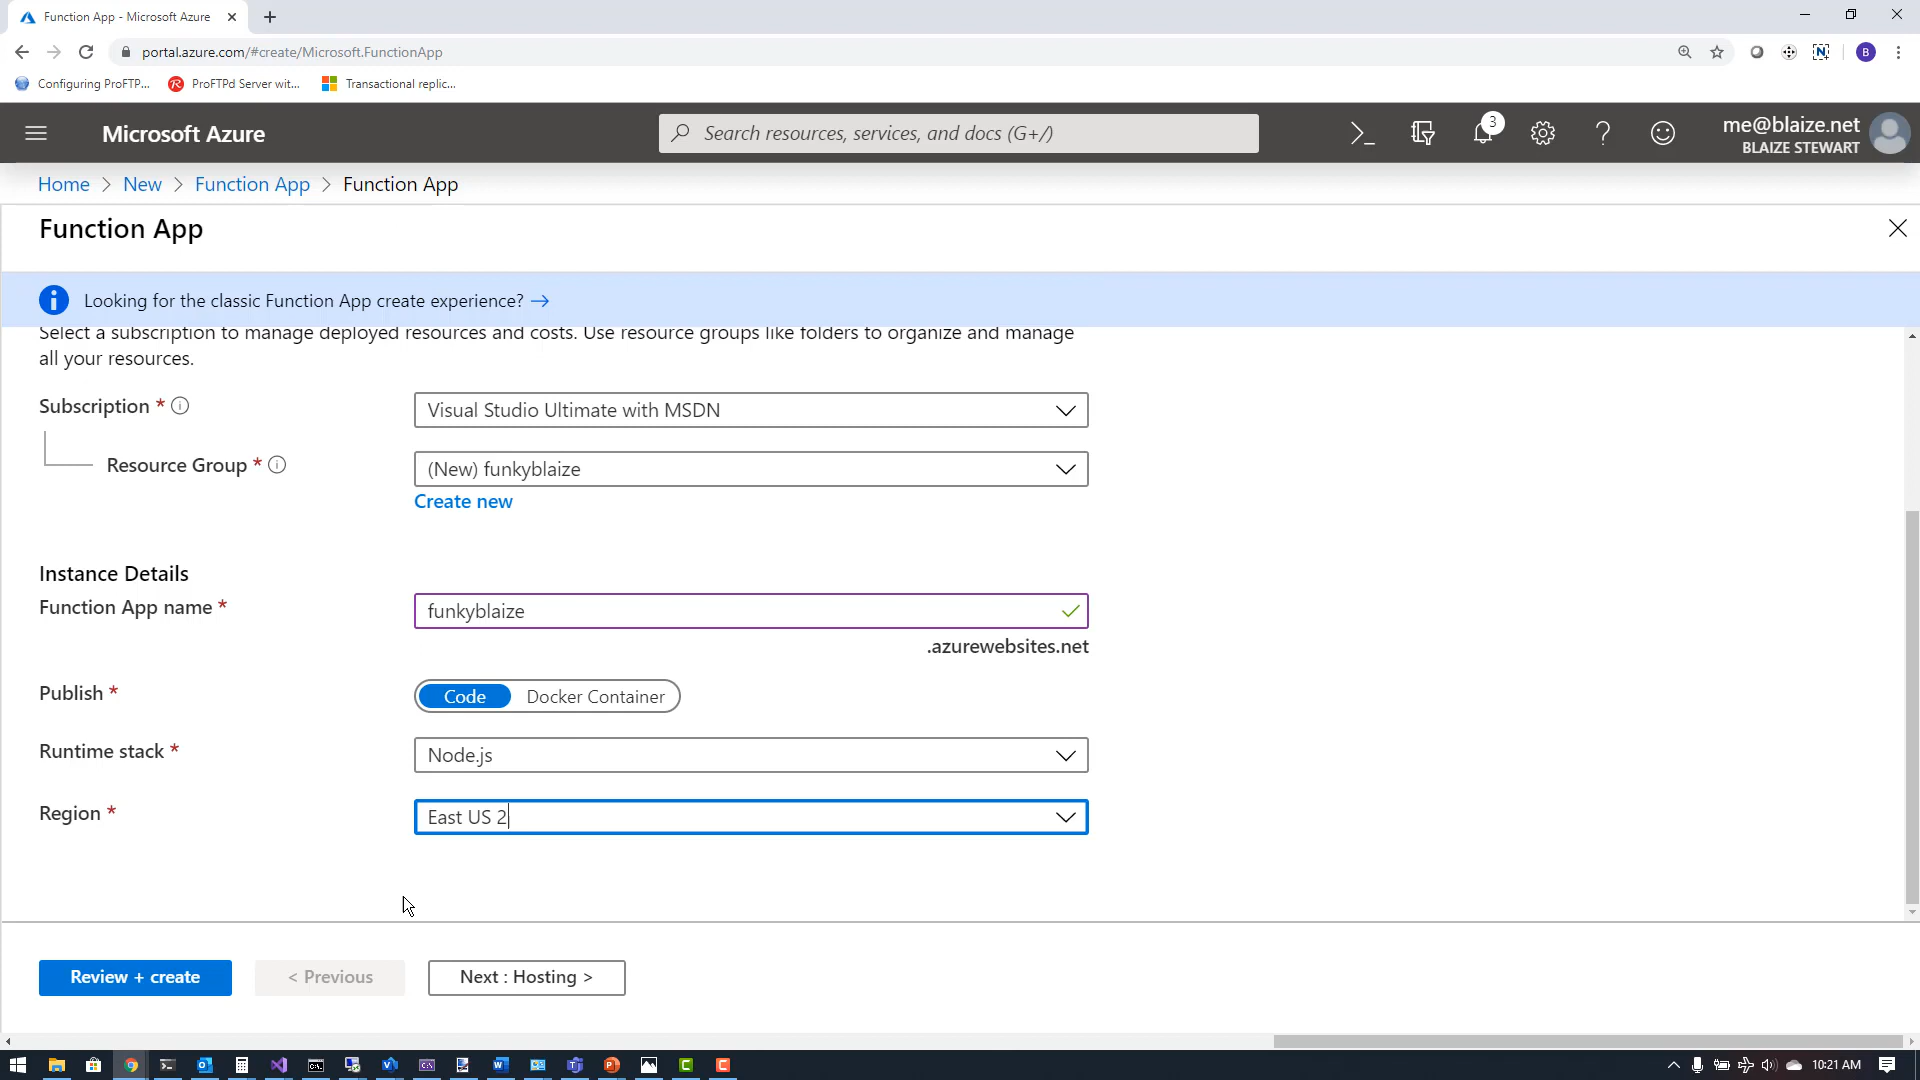 Function App - Microsoft Azure
portal.azure.com/#create/Microsoft.FunctionApp
B
Configuring ProFTP...
ProFTPd Server wit...
Transactional replic...
Microsoft Azure
Search resources, services, and docs (G+/)
3
me@blaize.net
BLAIZE STEWART
Home > New > Function App > Function App
Function App
Looking for the classic Function App create experience? →
Select a subscription to manage deployed resources and costs. Use resource groups like folders to organize and manage
all your resources.
Subscription *
Visual Studio Ultimate with MSDN
Resource Group *
(New) funkyblaize
Create new
Instance Details
Function App name *
funkyblaize
.azurewebsites.net
Publish *
Code
Docker Container
Runtime stack *
Node.js
Region *
East US 2
Review + create
< Previous
Next : Hosting >
10:21 AM